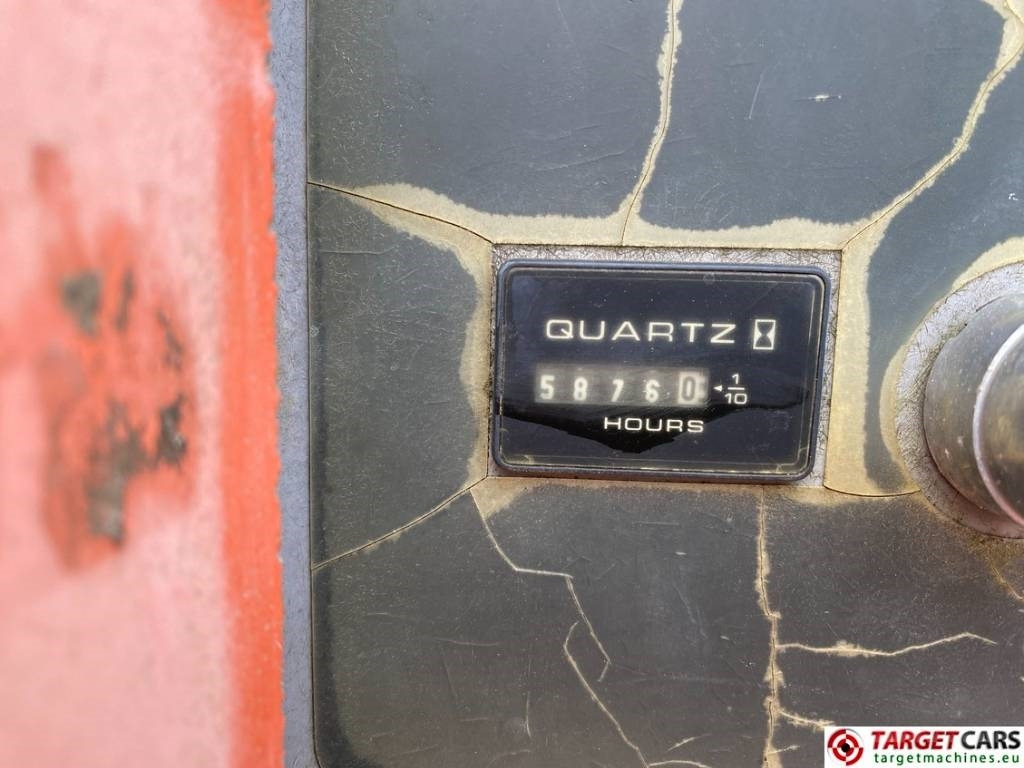 QUARTZ
58760 1/10
HOURS
TARGETCARS
targetmachines.eu